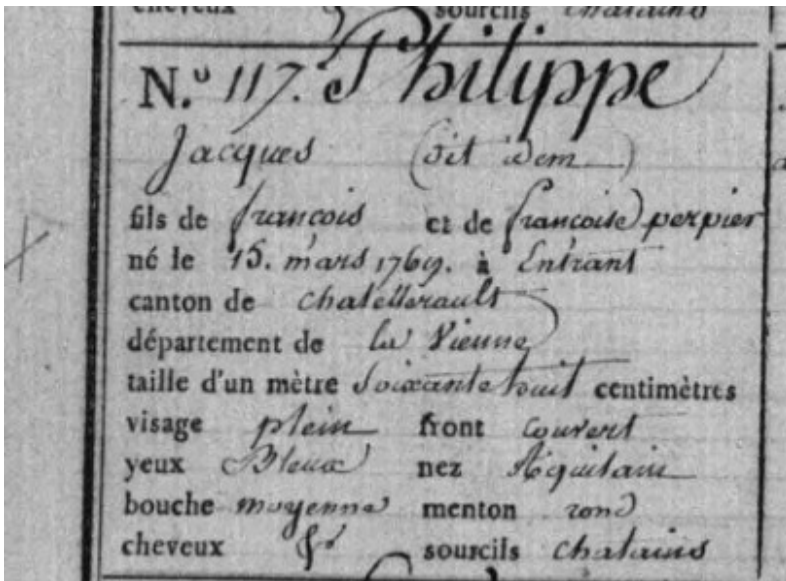 cheveux & sourcils chatains
N.º 117. Philippe
Jacques (dit idem)
fils de françois et de françoise perpier
né le 15. mars 1769. à Entrant
canton de chatellerault
département de la Vienne
taille d'un mètre soixante huit centimètres
visage plein front couvert
yeux Bleux nez Aquilain
bouche moyenne menton rond
cheveux & sourcils chatains